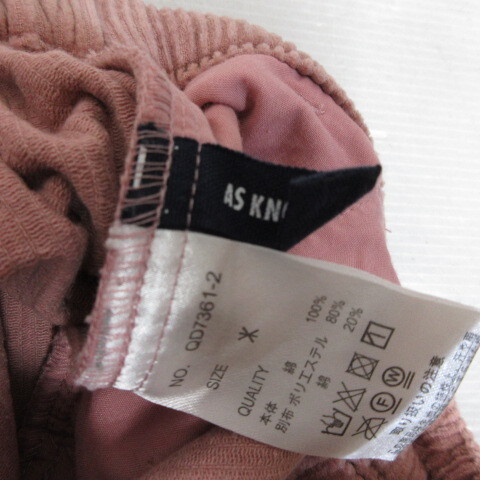 AS KN
NO. QD7361-2
SIZE
QUALITY
本体 綿 100%
別布 ポリエステル 80%
綿 20%
取り扱いの注意